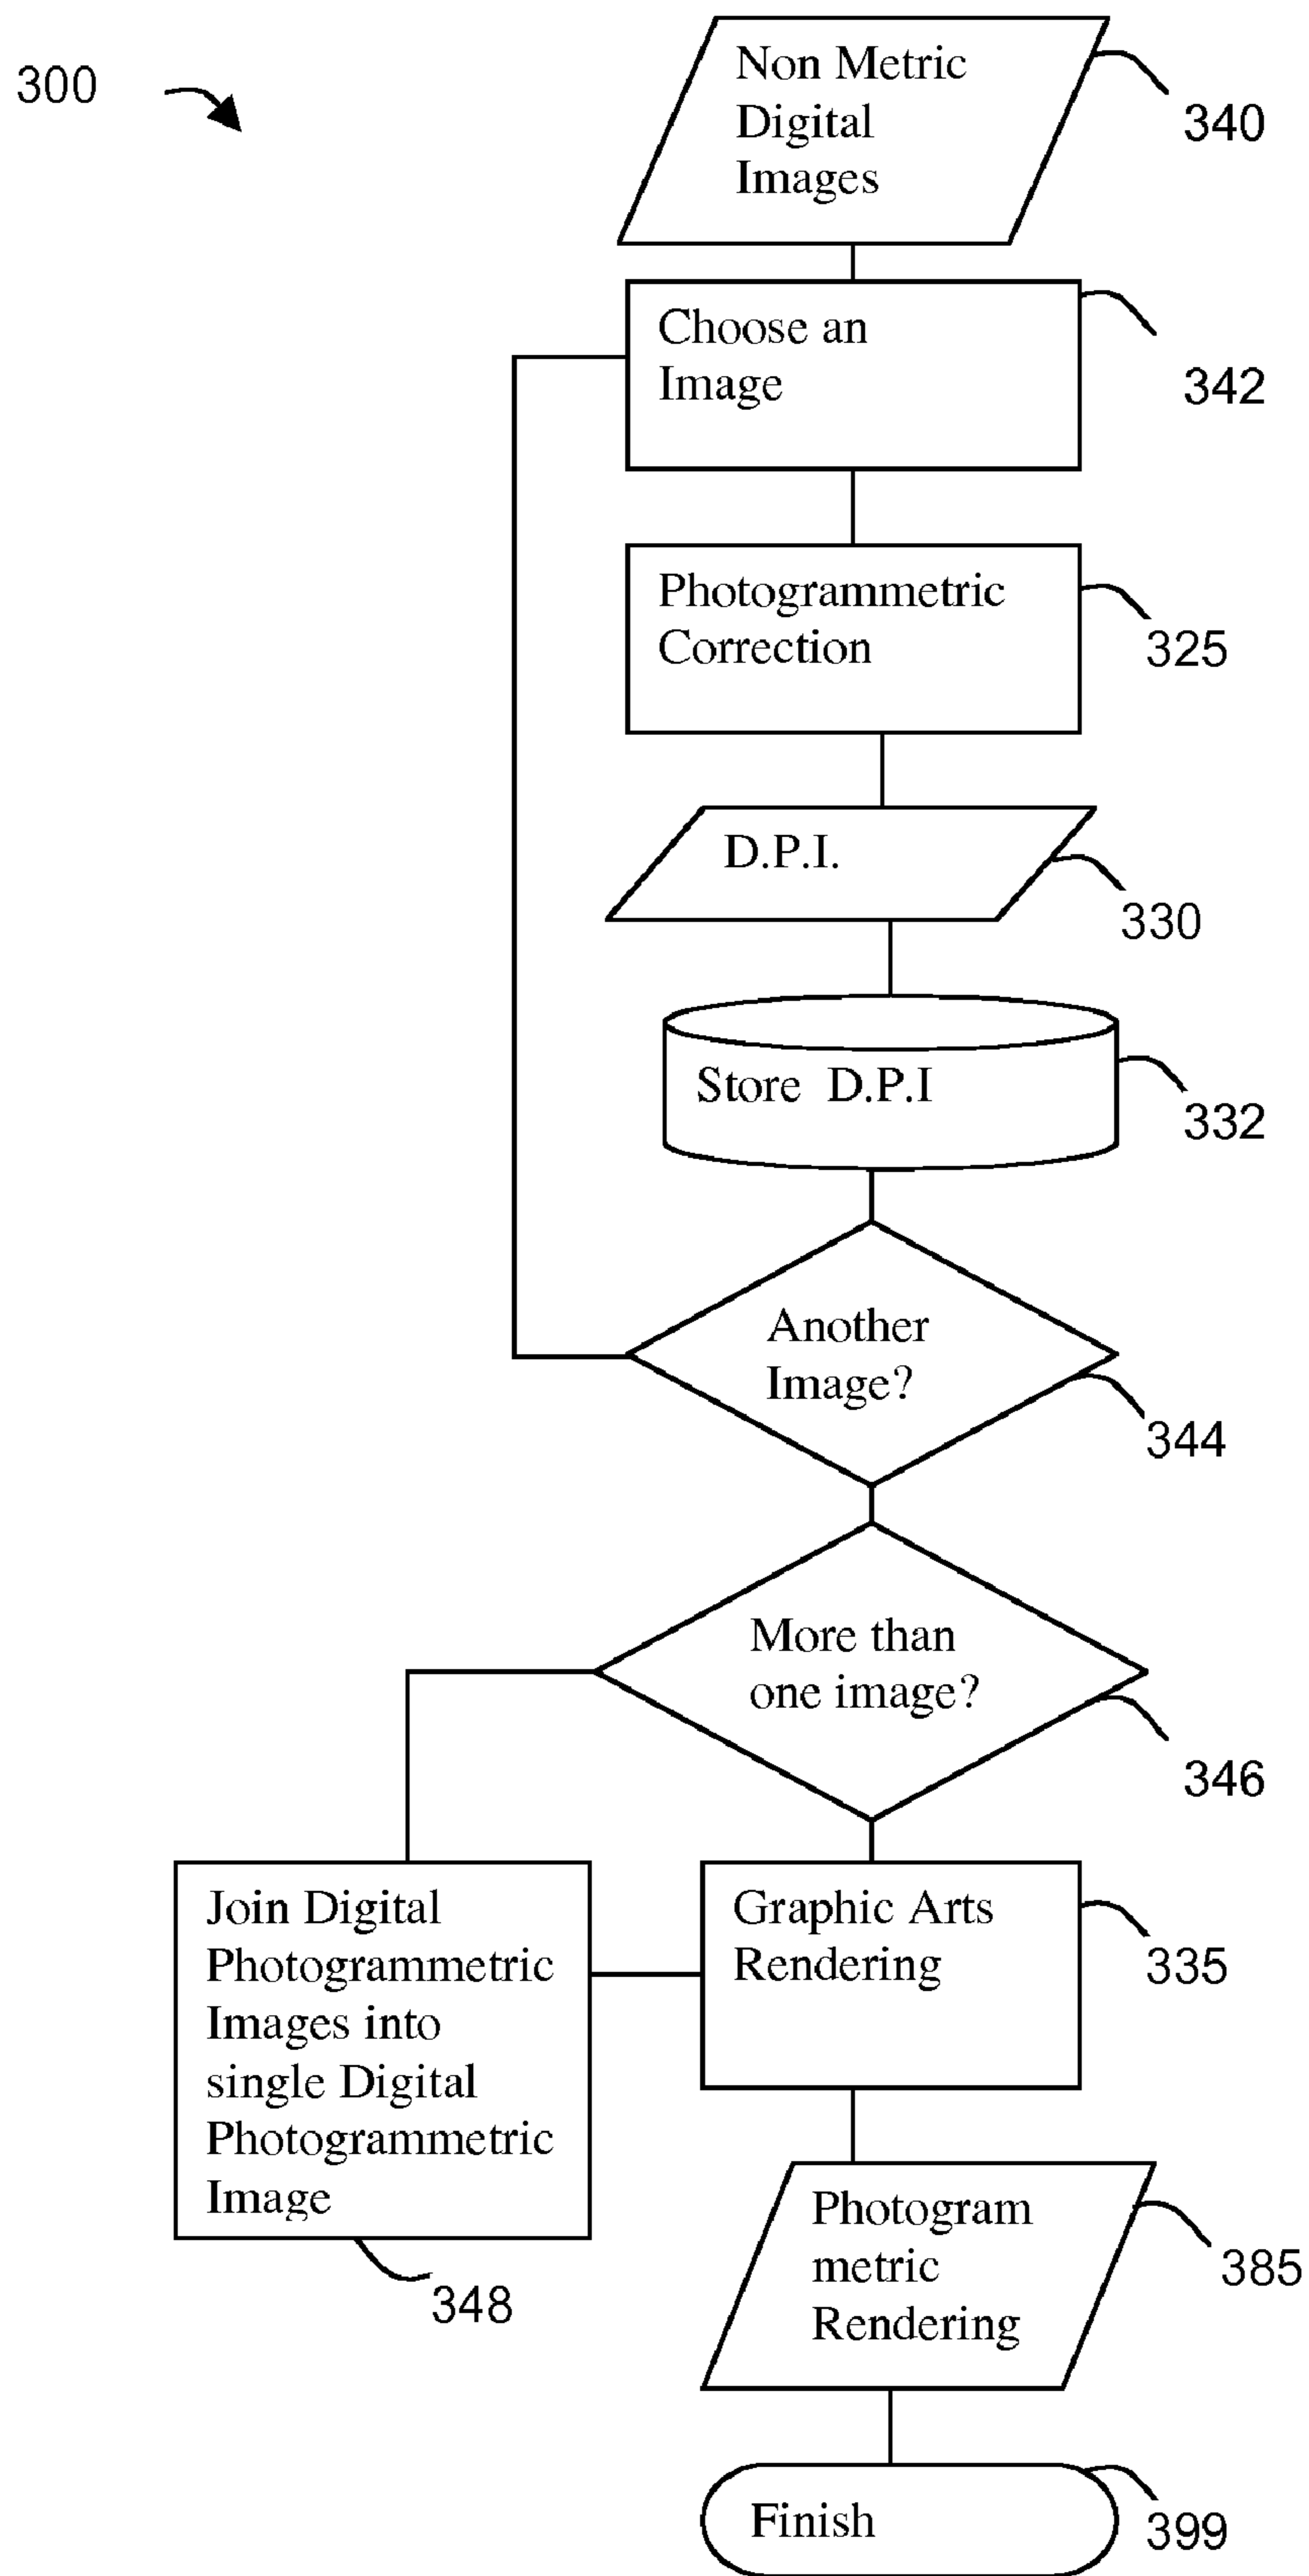 300
Non Metric
Digital
Images
340
Choose an
Image
342
Photogrammetric
Correction
325
D.P.I.
330
Store D.P.I
332
Another
Image?
344
More than
one image?
346
Join Digital
Photogrammetric
Images into
single Digital
Photogrammetric
Image
348
Graphic Arts
Rendering
335
Photogram
metric
Rendering
385
Finish
399